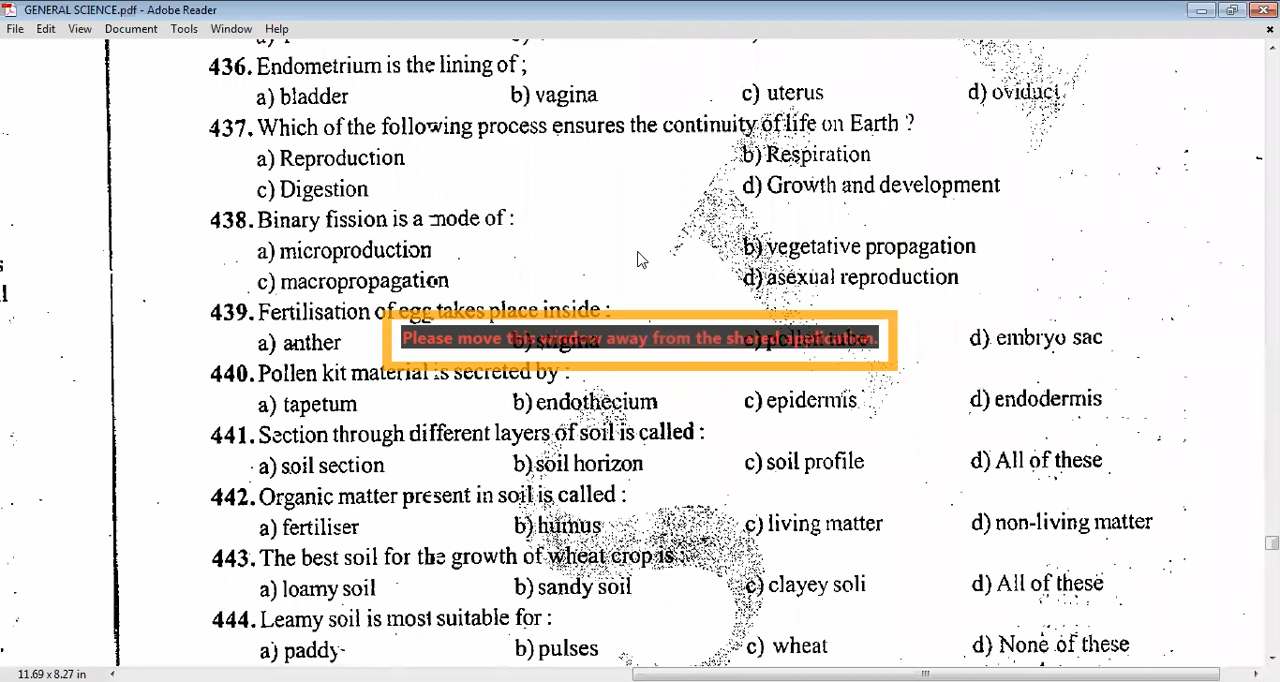 GENERAL SCIENCE.pdf - Adobe Reader
File Edit View Document Tools Window Help
436. Endometrium is the lining of ;
a) bladder b) vagina c) uterus d) oviduct
437. Which of the following process ensures the continuity of life on Earth ?
a) Reproduction b) Respiration
c) Digestion d) Growth and development
438. Binary fission is a mode of :
a) microproduction b) vegetative propagation
c) macropropagation d) asexual reproduction
439. Fertilisation of egg takes place inside :
Please move this window away from the shared application.
a) anther b) stigma c) pollen tube d) embryo sac
440. Pollen kit material is secreted by :
a) tapetum b) endothecium c) epidermis d) endodermis
441. Section through different layers of soil is called :
a) soil section b) soil horizon c) soil profile d) All of these
442. Organic matter present in soil is called :
a) fertiliser b) humus c) living matter d) non-living matter
443. The best soil for the growth of wheat crop is :
a) loamy soil b) sandy soil c) clayey soli d) All of these
444. Leamy soil is most suitable for :
a) paddy b) pulses c) wheat d) None of these
11.69 x 8.27 in